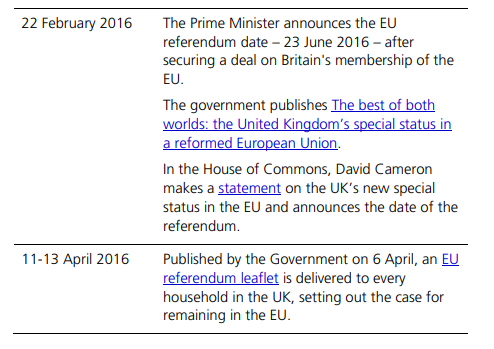 22 February 2016
The Prime Minister announces the EU
referendum date – 23 June 2016 – after
securing a deal on Britain's membership of the
EU.
The government publishes The best of both
worlds: the United Kingdom’s special status in
a reformed European Union.
In the House of Commons, David Cameron
makes a statement on the UK’s new special
status in the EU and announces the date of the
referendum.
11-13 April 2016
Published by the Government on 6 April, an EU
referendum leaflet is delivered to every
household in the UK, setting out the case for
remaining in the EU.